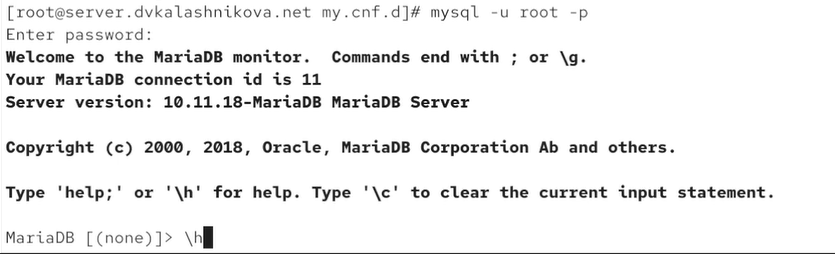 [root@server.dvkalashnikova.net my.cnf.d]# mysql -u root -p
Enter password:
Welcome to the MariaDB monitor.  Commands end with ; or \g.
Your MariaDB connection id is 11
Server version: 10.11.18-MariaDB MariaDB Server
Copyright (c) 2000, 2018, Oracle, MariaDB Corporation Ab and others.
Type 'help;' or '\h' for help. Type '\c' to clear the current input statement.
MariaDB [(none)]> \h